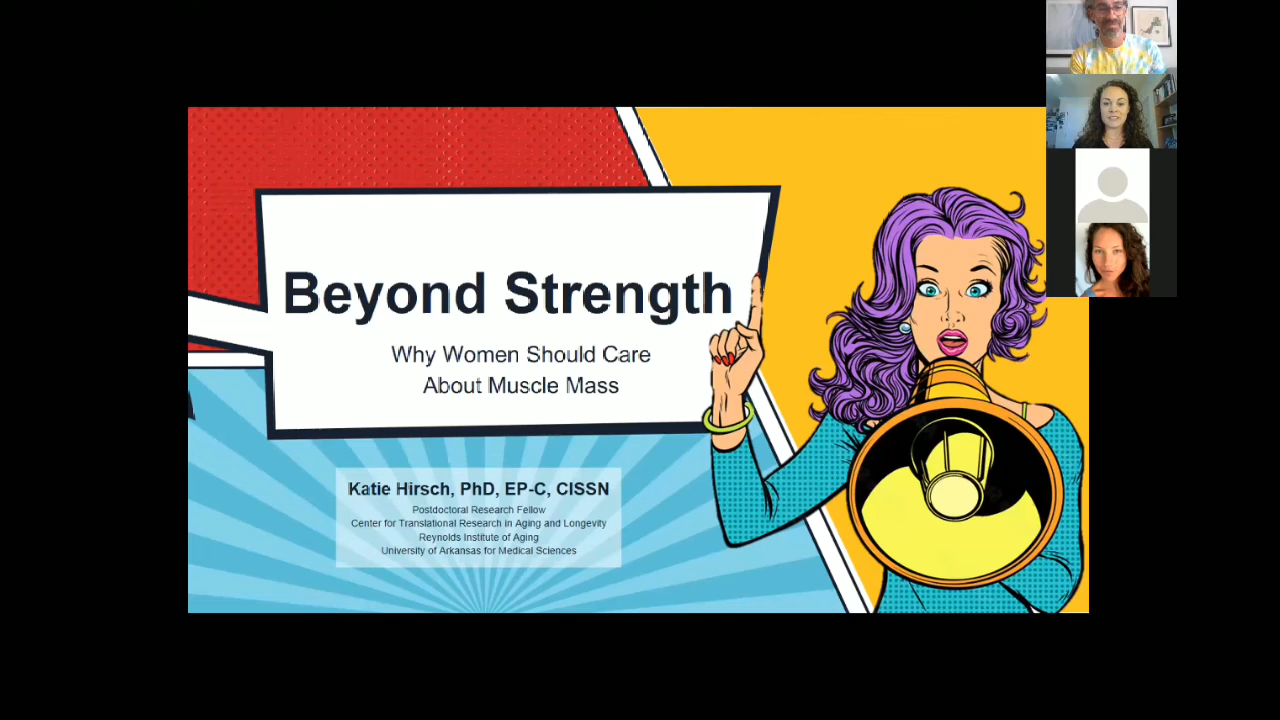 Beyond Strength
Why Women Should Care
About Muscle Mass
Katie Hirsch, PhD, EP-C, CISSN
Postdoctoral Research Fellow
Center for Translational Research in Aging and Longevity
Reynolds Institute of Aging
University of Arkansas for Medical Sciences